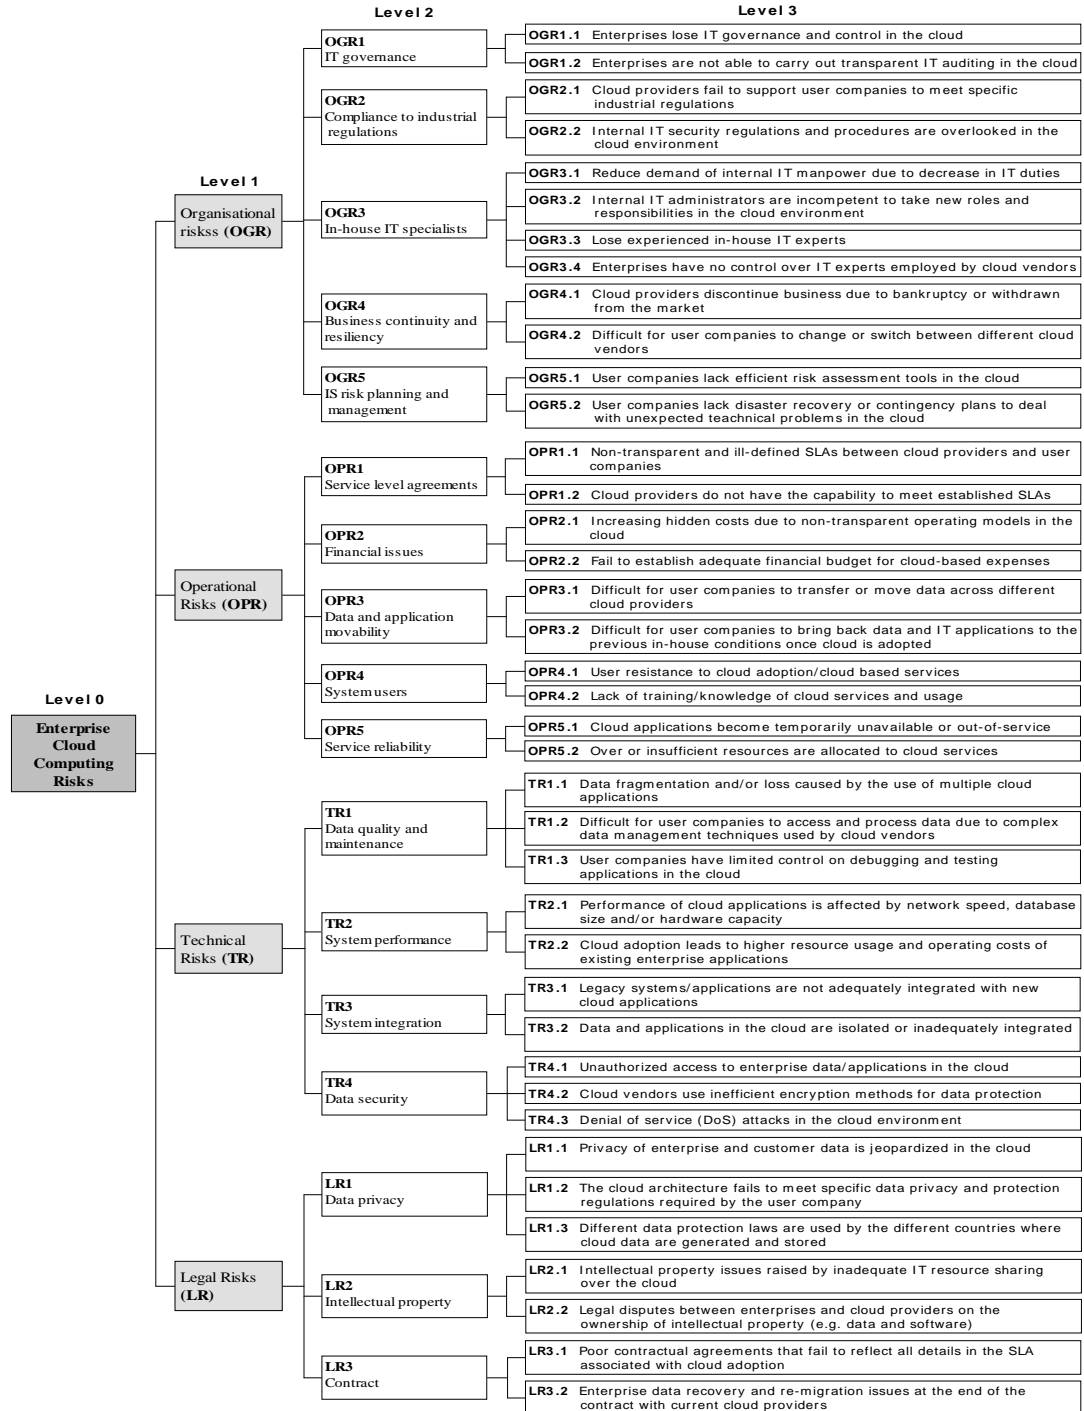 Level 2
Level 3
OGR1
IT governance
OGR1.1 Enterprises lose IT governance and control in the cloud
OGR1.2 Enterprises are not able to carry out transparent IT auditing in the cloud
OGR2
Compliance to industrial
regulations
OGR2.1 Cloud providers fail to support user companies to meet specific
industrial regulations
OGR2.2 Internal IT security regulations and procedures are overlooked in the
cloud environment
Level 1
Organisational
riskss (OGR)
OGR3
In-house IT specialists
OGR3.1 Reduce demand of internal IT manpower due to decrease in IT duties
OGR3.2 Internal IT administrators are incompetent to take new roles and
responsibilities in the cloud environment
OGR3.3 Lose experienced in-house IT experts
OGR3.4 Enterprises have no control over IT experts employed by cloud vendors
OGR4
Business continuity and
resiliency
OGR4.1 Cloud providers discontinue business due to bankruptcy or withdrawn
from the market
OGR4.2 Difficult for user companies to change or switch between different cloud
vendors
OGR5
IS risk planning and
management
OGR5.1 User companies lack efficient risk assessment tools in the cloud
OGR5.2 User companies lack disaster recovery or contingency plans to deal
with unexpected teachnical problems in the cloud
OPR1
Service level agreements
OPR1.1 Non-transparent and ill-defined SLAs between cloud providers and user
companies
OPR1.2 Cloud providers do not have the capability to meet established SLAs
OPR2
Financial issues
OPR2.1 Increasing hidden costs due to non-transparent operating models in the
cloud
OPR2.2 Fail to establish adequate financial budget for cloud-based expenses
Operational
Risks (OPR)
OPR3
Data and application
movability
OPR3.1 Difficult for user companies to transfer or move data across different
cloud providers
OPR3.2 Difficult for user companies to bring back data and IT applications to the
previous in-house conditions once cloud is adopted
OPR4
System users
OPR4.1 User resistance to cloud adoption/cloud based services
OPR4.2 Lack of training/knowledge of cloud services and usage
Level 0
Enterprise
Cloud
Computing
Risks
OPR5
Service reliability
OPR5.1 Cloud applications become temporarily unavailable or out-of-service
OPR5.2 Over or insufficient resources are allocated to cloud services
TR1
Data quality and
maintenance
TR1.1 Data fragmentation and/or loss caused by the use of multiple cloud
applications
TR1.2 Difficult for user companies to access and process data due to complex
data management techniques used by cloud vendors
TR1.3 User companies have limited control on debugging and testing
applications in the cloud
Technical
Risks (TR)
TR2
System performance
TR2.1 Performance of cloud applications is affected by network speed, database
size and/or hardware capacity
TR2.2 Cloud adoption leads to higher resource usage and operating costs of
existing enterprise applications
TR3
System integration
TR3.1 Legacy systems/applications are not adequately integrated with new
cloud applications
TR3.2 Data and applications in the cloud are isolated or inadequately integrated
TR4
Data security
TR4.1 Unauthorized access to enterprise data/applications in the cloud
TR4.2 Cloud vendors use inefficient encryption methods for data protection
TR4.3 Denial of service (DoS) attacks in the cloud environment
LR1
Data privacy
LR1.1 Privacy of enterprise and customer data is jeopardized in the cloud
LR1.2 The cloud architecture fails to meet specific data privacy and protection
regulations required by the user company
LR1.3 Different data protection laws are used by the different countries where
cloud data are generated and stored
Legal Risks
(LR)
LR2
Intellectual property
LR2.1 Intellectual property issues raised by inadequate IT resource sharing
over the cloud
LR2.2 Legal disputes between enterprises and cloud providers on the
ownership of intellectual property (e.g. data and software)
LR3
Contract
LR3.1 Poor contractual agreements that fail to reflect all details in the SLA
associated with cloud adoption
LR3.2 Enterprise data recovery and re-migration issues at the end of the
contract with current cloud providers